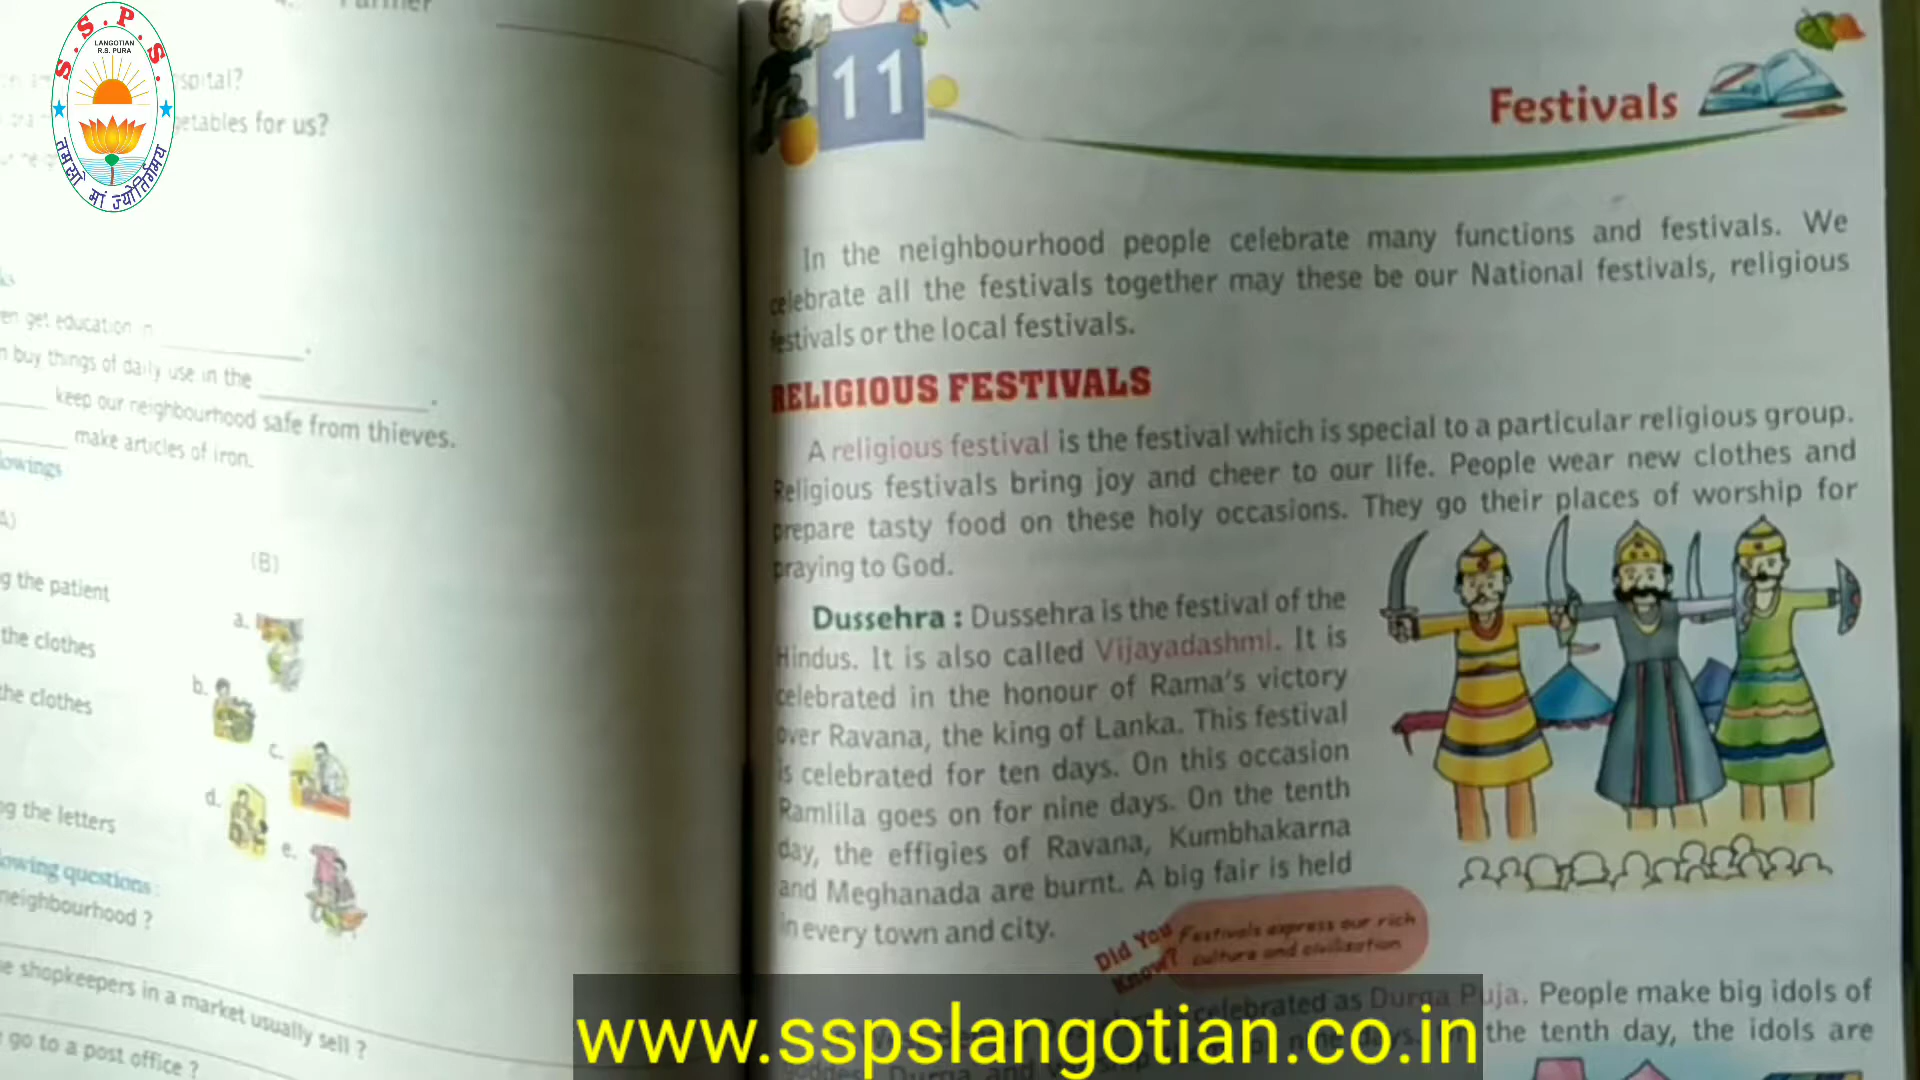 S.S.P.S.
LANGOTIAN
R.S. PURA
तमसो मां ज्योतिर्गमय
Farmer
spital?
etables for us?
en get education in
n buy things of daily use in the
keep our neighbourhood safe from thieves.
make articles of iron.
lowings
A)
(B)
g the patient
the clothes
the clothes
ng the letters
a.
b.
c.
d.
e.
lowing questions :
neighbourhood ?
e shopkeepers in a market usually sell ?
go to a post office ?
11
Festivals
In the neighbourhood people celebrate many functions and festivals. We
celebrate all the festivals together may these be our National festivals, religious
festivals or the local festivals.
RELIGIOUS FESTIVALS
A religious festival is the festival which is special to a particular religious group.
Religious festivals bring joy and cheer to our life. People wear new clothes and
prepare tasty food on these holy occasions. They go their places of worship for
praying to God.
Dussehra : Dussehra is the festival of the
Hindus. It is also called Vijayadashmi. It is
celebrated in the honour of Rama's victory
over Ravana, the king of Lanka. This festival
is celebrated for ten days. On this occasion
Ramlila goes on for nine days. On the tenth
day, the effigies of Ravana, Kumbhakarna
and Meghanada are burnt. A big fair is held
in every town and city.
Did You Know?
Festivals express our rich
culture and civilisation
celebrated as Durga Puja. People make big idols of
the tenth day, the idols are
www.sspslangotian.co.in